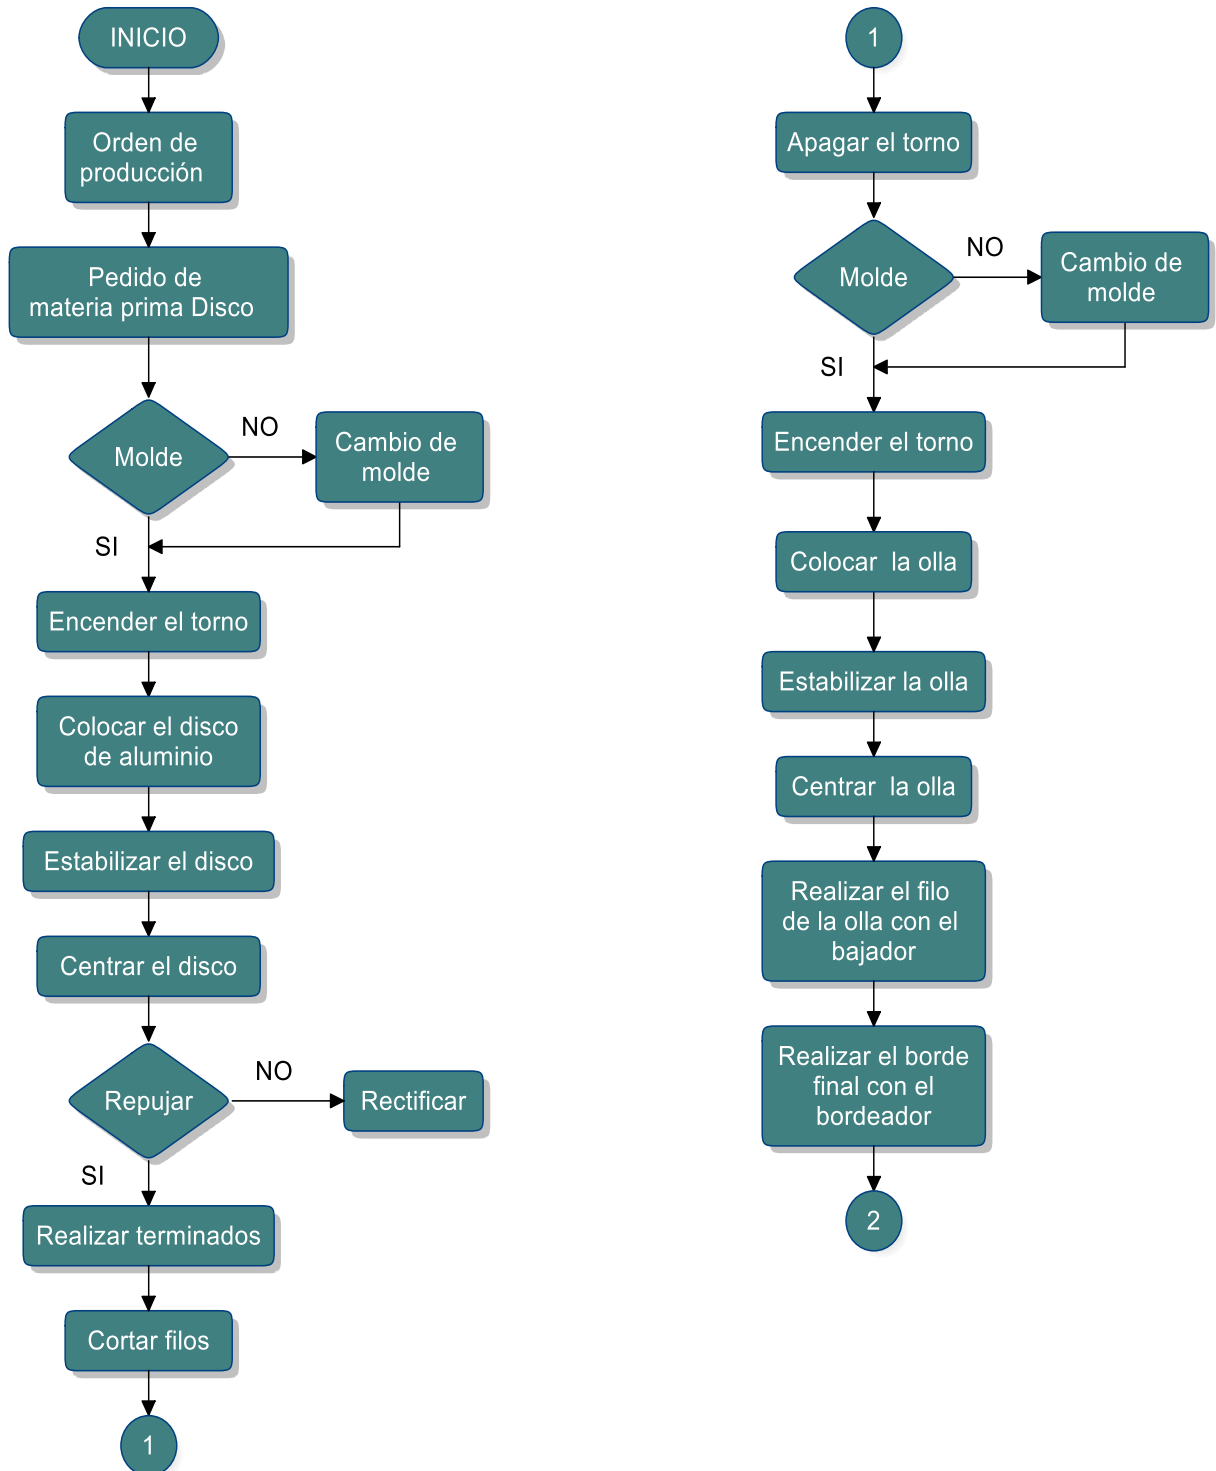 INICIO
Orden de
producción
Pedido de
materia prima Disco
Molde
NO
Cambio de
molde
SI
Encender el torno
Colocar el disco
de aluminio
Estabilizar el disco
Centrar el disco
Repujar
NO
Rectificar
SI
Realizar terminados
Cortar filos
1
1
Apagar el torno
Molde
NO
Cambio de
molde
SI
Encender el torno
Colocar la olla
Estabilizar la olla
Centrar la olla
Realizar el filo
de la olla con el
bajador
Realizar el borde
final con el
bordeador
2